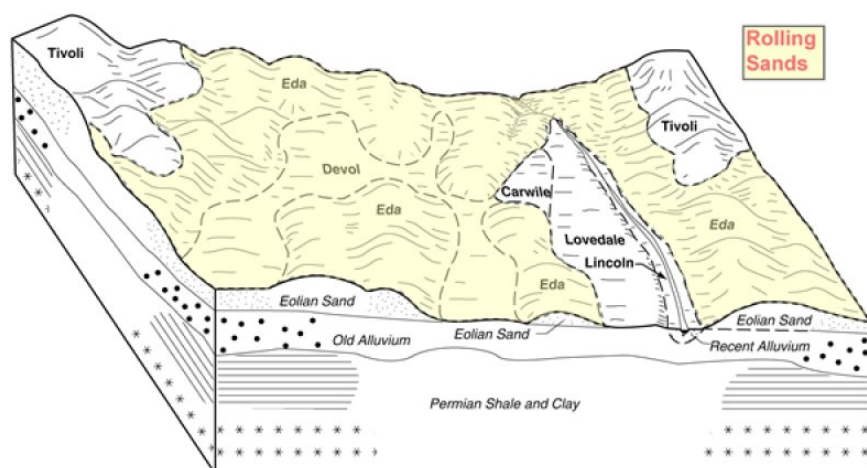 Rolling
Sands
Tivoli
Eda
Tivoli
Devol
Carwile
Eda
Eda
Lovedale
Lincoln
Eda
Eolian Sand
Eolian Sand
Eolian Sand
Old Alluvium
Recent Alluvium
Permian Shale and Clay